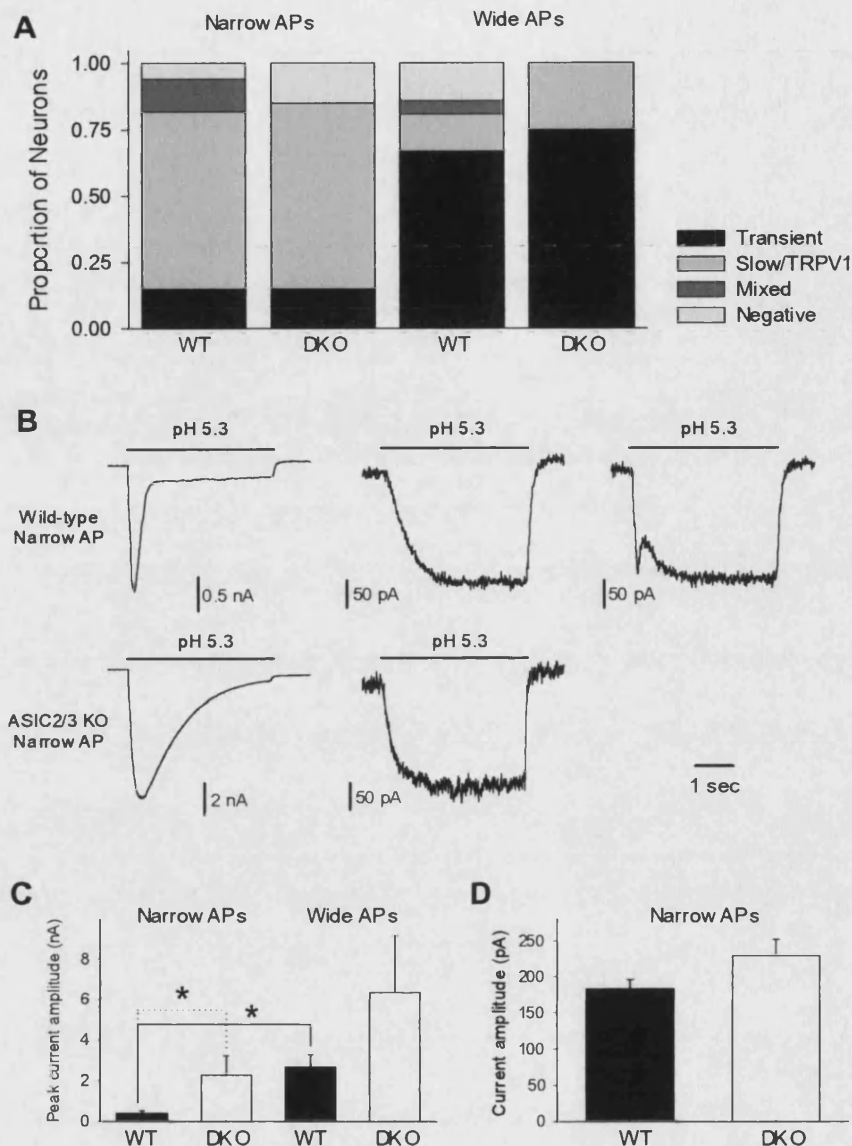 A
Narrow APs
Wide APs
1.00
0.75
0.50
0.25
0.00
Proportion of Neurons
WT
DKO
WT
DKO
Transient
Slow/TRPV1
Mixed
Negative
B
pH 5.3
pH 5.3
pH 5.3
Wild-type
Narrow AP
0.5 nA
50 pA
50 pA
pH 5.3
pH 5.3
ASIC2/3 KO
Narrow AP
2 nA
50 pA
1 sec
C
Narrow APs
Wide APs
Peak current amplitude (nA)
8
6
4
2
0
*
*
WT
DKO
WT
DKO
D
Narrow APs
Current amplitude (pA)
250
200
150
100
50
0
WT
DKO